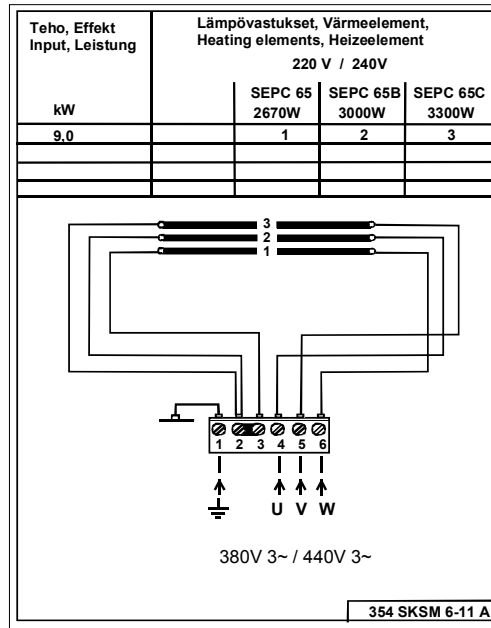 Teho, Effekt
Input, Leistung
Lämpövastukset, Värmeelement,
Heating elements, Heizeelement
220 V / 240V
kW
SEPC 65
2670W
SEPC 65B
3000W
SEPC 65C
3300W
9,0 1 2 3
3
2
1
1 2 3 4 5 6
U V W
380V 3~ / 440V 3~
354 SKSM 6-11 A